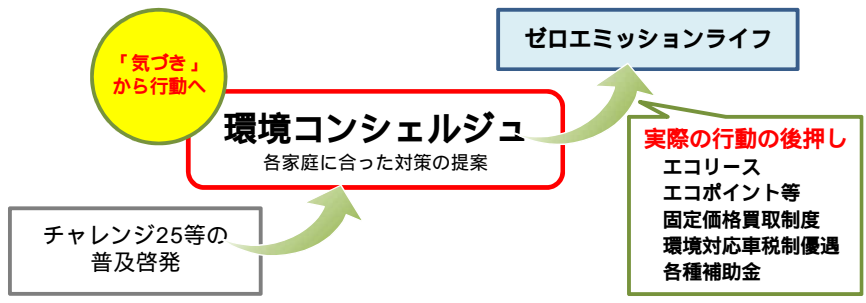 「気づき」
から行動へ
ゼロエミッションライフ
環境コンシェルジュ
各家庭に合った対策の提案
実際の行動の後押し
エコリース
エコポイント等
固定価格買取制度
環境対応車税制優遇
各種補助金
チャレンジ25等の
普及啓発